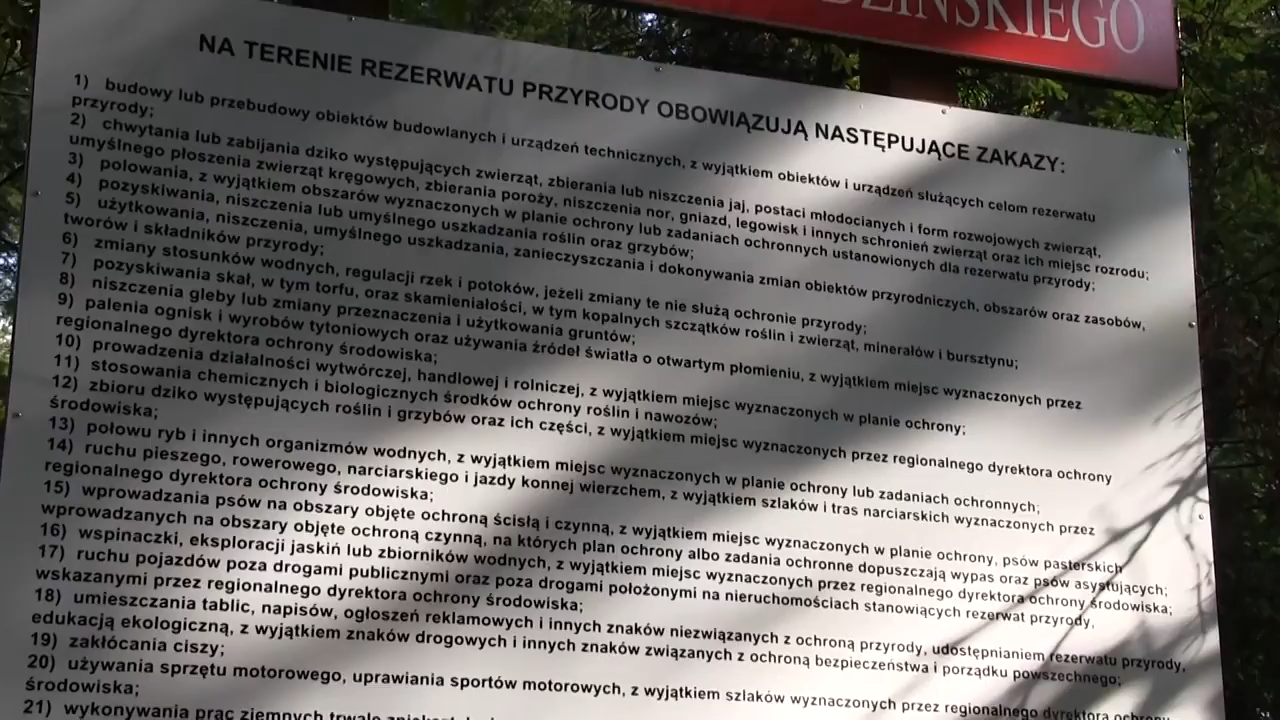 DZIŃSKIEGO
NA TERENIE REZERWATU PRZYRODY OBOWIĄZUJĄ NASTĘPUJĄCE ZAKAZY:
1) budowy lub przebudowy obiektów budowlanych i urządzeń technicznych, z wyjątkiem obiektów i urządzeń służących celom rezerwatu
przyrody;
2) chwytania lub zabijania dziko występujących zwierząt, zbierania lub niszczenia jaj, postaci młodocianych i form rozwojowych zwierząt,
umyślnego płoszenia zwierząt kręgowych, zbierania poroży, niszczenia nor, gniazd, legowisk i innych schronień zwierząt oraz ich miejsc rozrodu;
3) polowania, z wyjątkiem obszarów wyznaczonych w planie ochrony lub zadaniach ochronnych ustanowionych dla rezerwatu przyrody;
4) pozyskiwania, niszczenia lub umyślnego uszkadzania roślin oraz grzybów;
5) użytkowania, niszczenia, umyślnego uszkadzania, zanieczyszczania i dokonywania zmian obiektów przyrodniczych, obszarów oraz zasobów,
tworów i składników przyrody;
6) zmiany stosunków wodnych, regulacji rzek i potoków, jeżeli zmiany te nie służą ochronie przyrody;
7) pozyskiwania skał, w tym torfu, oraz skamieniałości, w tym kopalnych szczątków roślin i zwierząt, minerałów i bursztynu;
8) niszczenia gleby lub zmiany przeznaczenia i użytkowania gruntów;
9) palenia ognisk i wyrobów tytoniowych oraz używania źródeł światła o otwartym płomieniu, z wyjątkiem miejsc wyznaczonych przez
regionalnego dyrektora ochrony środowiska;
10) prowadzenia działalności wytwórczej, handlowej i rolniczej, z wyjątkiem miejsc wyznaczonych w planie ochrony;
11) stosowania chemicznych i biologicznych środków ochrony roślin i nawozów;
12) zbioru dziko występujących roślin i grzybów oraz ich części, z wyjątkiem miejsc wyznaczonych przez regionalnego dyrektora ochrony
środowiska;
13) połowu ryb i innych organizmów wodnych, z wyjątkiem miejsc wyznaczonych w planie ochrony lub zadaniach ochronnych;
14) ruchu pieszego, rowerowego, narciarskiego i jazdy konnej wierzchem, z wyjątkiem szlaków i tras narciarskich wyznaczonych przez
regionalnego dyrektora ochrony środowiska;
15) wprowadzania psów na obszary objęte ochroną ścisłą i czynną, z wyjątkiem miejsc wyznaczonych w planie ochrony, psów pasterskich
wprowadzanych na obszary objęte ochroną czynną, na których plan ochrony albo zadania ochronne dopuszczają wypas oraz psów asystujących;
16) wspinaczki, eksploracji jaskiń lub zbiorników wodnych, z wyjątkiem miejsc wyznaczonych przez regionalnego dyrektora ochrony środowiska;
17) ruchu pojazdów poza drogami publicznymi oraz poza drogami położonymi na nieruchomościach stanowiących rezerwat przyrody,
wskazanymi przez regionalnego dyrektora ochrony środowiska;
18) umieszczania tablic, napisów, ogłoszeń reklamowych i innych znaków niezwiązanych z ochroną przyrody, udostępnianiem rezerwatu przyrody,
edukacją ekologiczną, z wyjątkiem znaków drogowych i innych znaków związanych z ochroną bezpieczeństwa i porządku powszechnego;
19) zakłócania ciszy;
20) używania sprzętu motorowego, uprawiania sportów motorowych, z wyjątkiem szlaków wyznaczonych przez regionalnego dyrektora ochrony
środowiska;
21) wykonywania prac ziemnych trwale